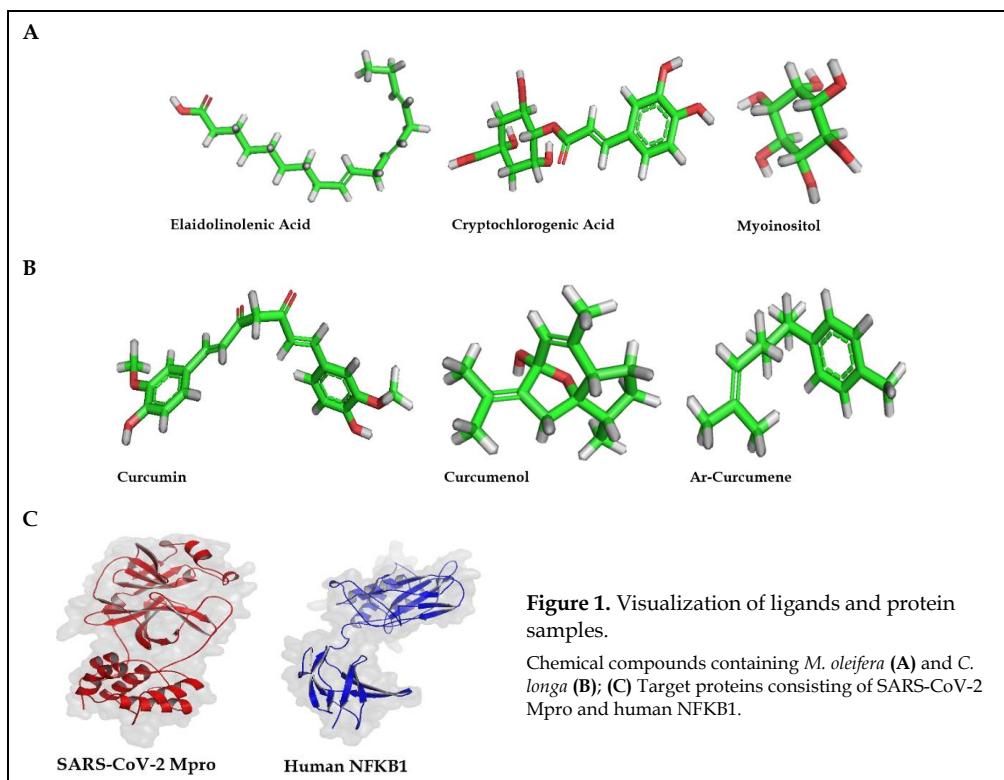 A
Elaidolinolenic Acid
Cryptochlorogenic Acid
Myoinositol
B
Curcumin
Curcumenol
Ar-Curcumene
C
SARS-CoV-2 Mpro
Human NFKB1
Figure 1. Visualization of ligands and protein
samples.
Chemical compounds containing M. oleifera (A) and C.
longa (B); (C) Target proteins consisting of SARS-CoV-2
Mpro and human NFKB1.